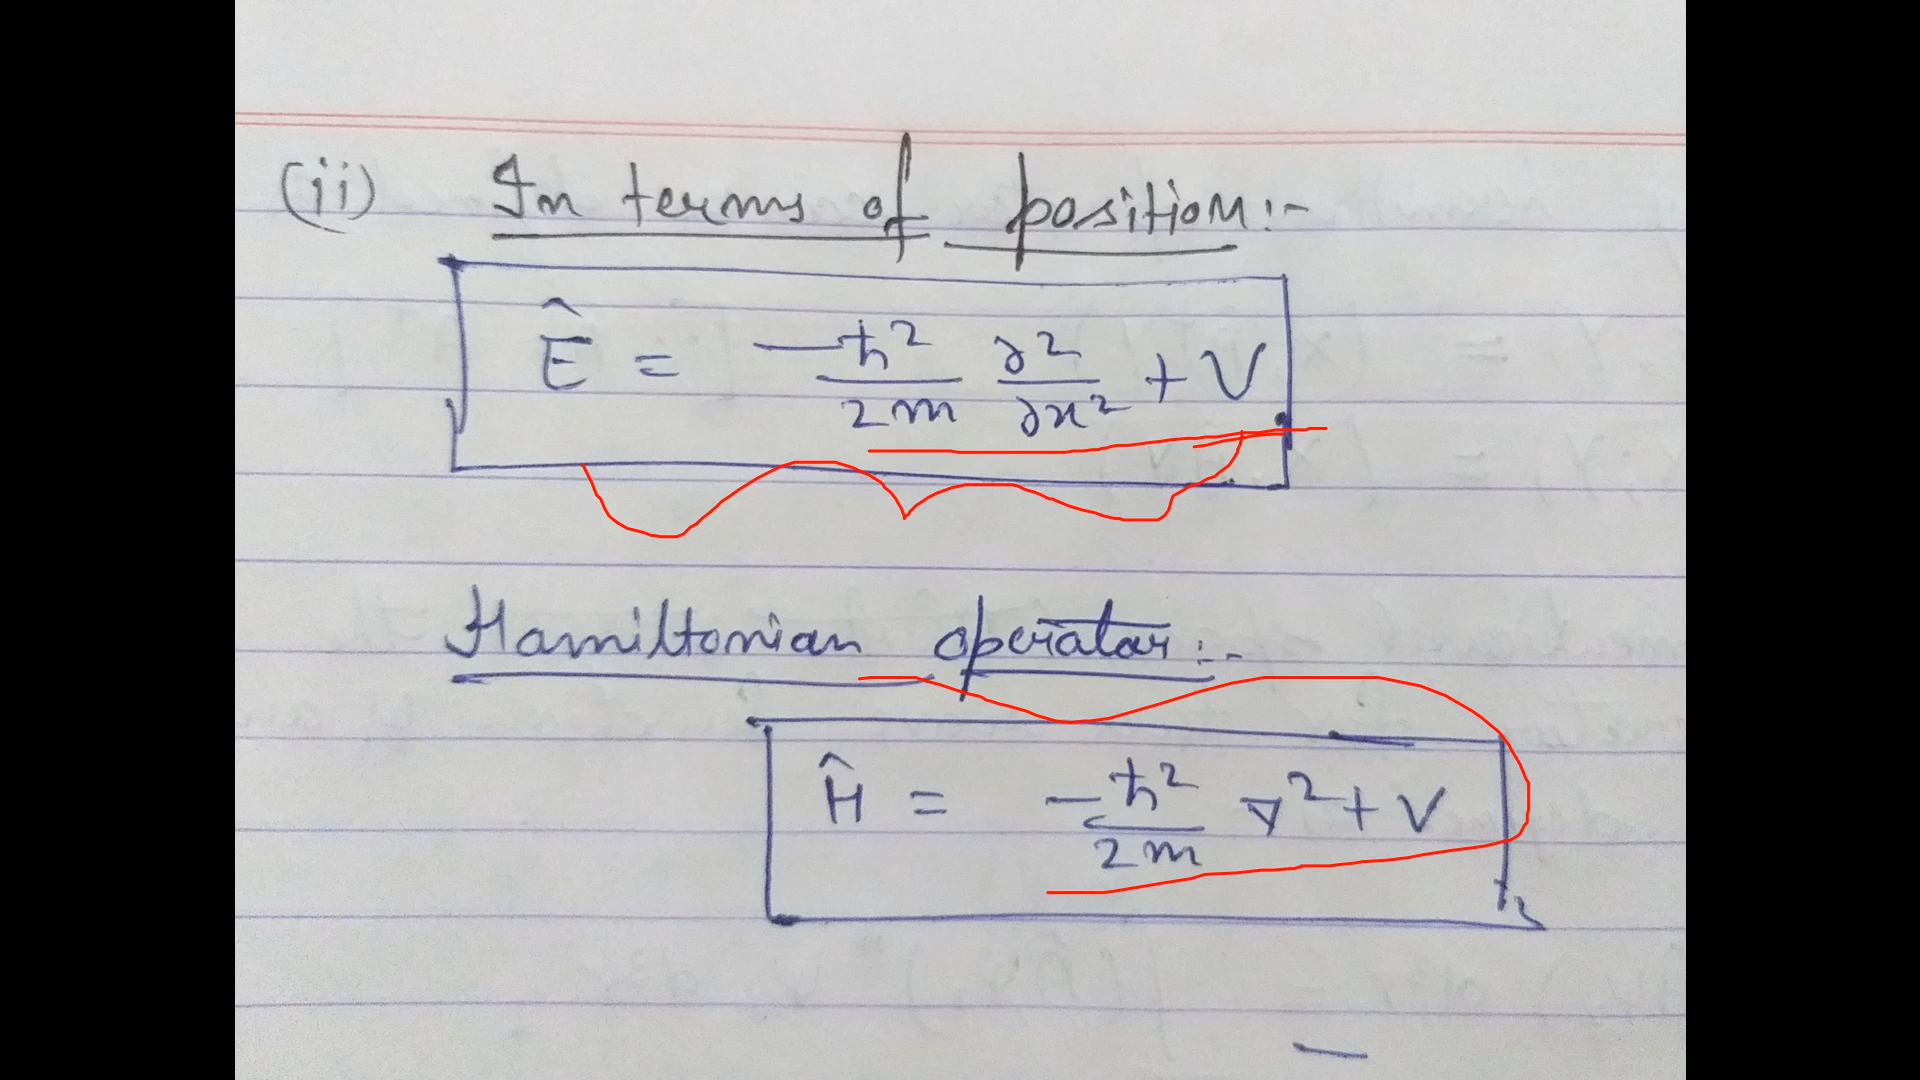 (ii) In terms of position:-
Ê = -ħ²/2m ∂²/∂x² + V
Hamiltonian operator:-
Ĥ = -ħ²/2m ∇² + V